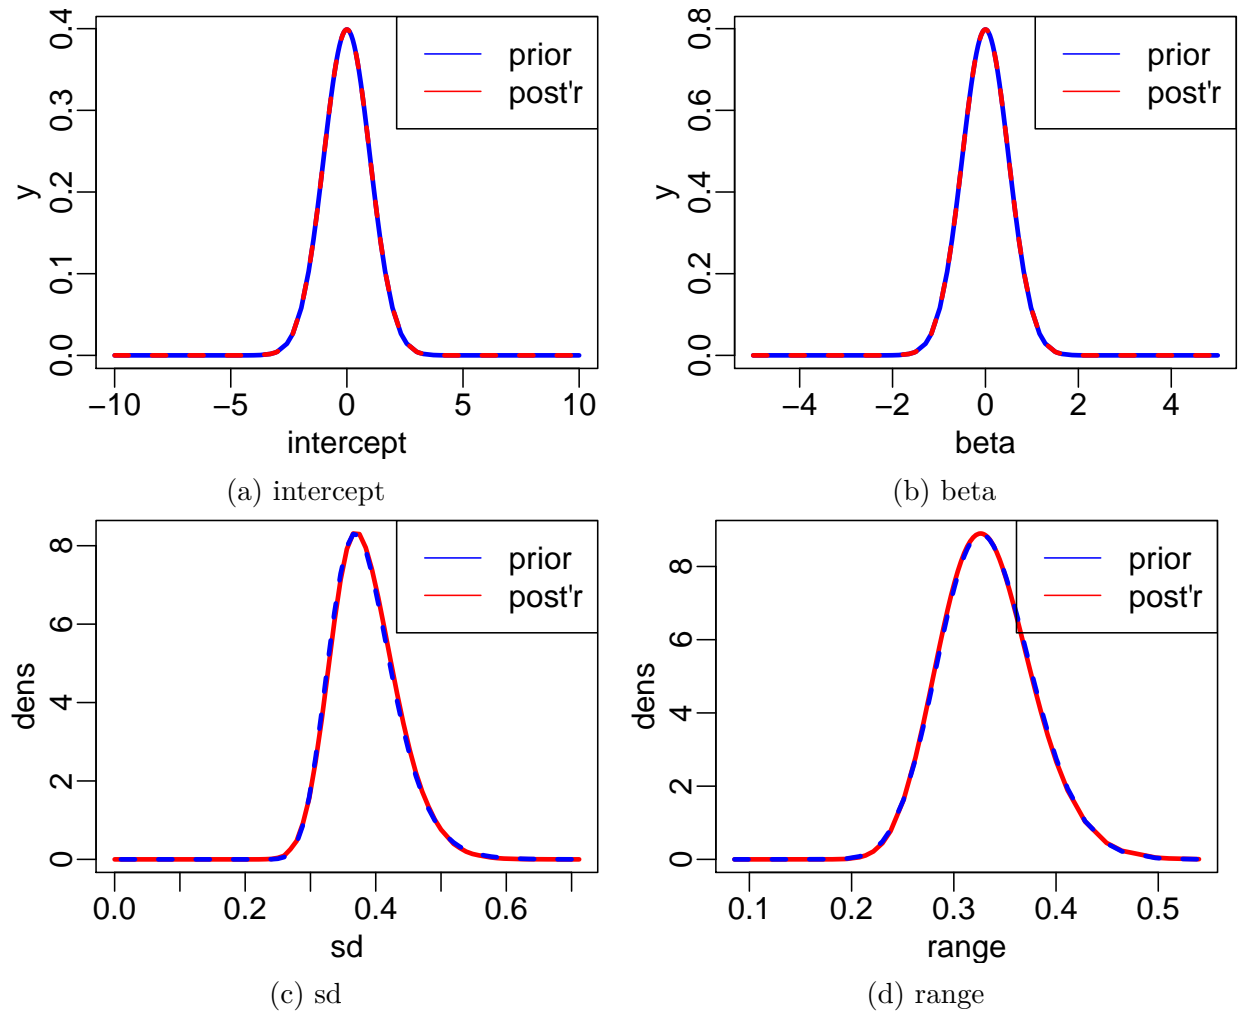 0.0 0.1 0.2 0.3 0.4
y
prior
post'r
−10 −5 0 5 10
intercept
(a) intercept
0.0 0.2 0.4 0.6 0.8
y
prior
post'r
−4 −2 0 2 4
beta
(b) beta
0 2 4 6 8
dens
prior
post'r
0.0 0.2 0.4 0.6
sd
(c) sd
0 2 4 6 8
dens
prior
post'r
0.1 0.2 0.3 0.4 0.5
range
(d) range